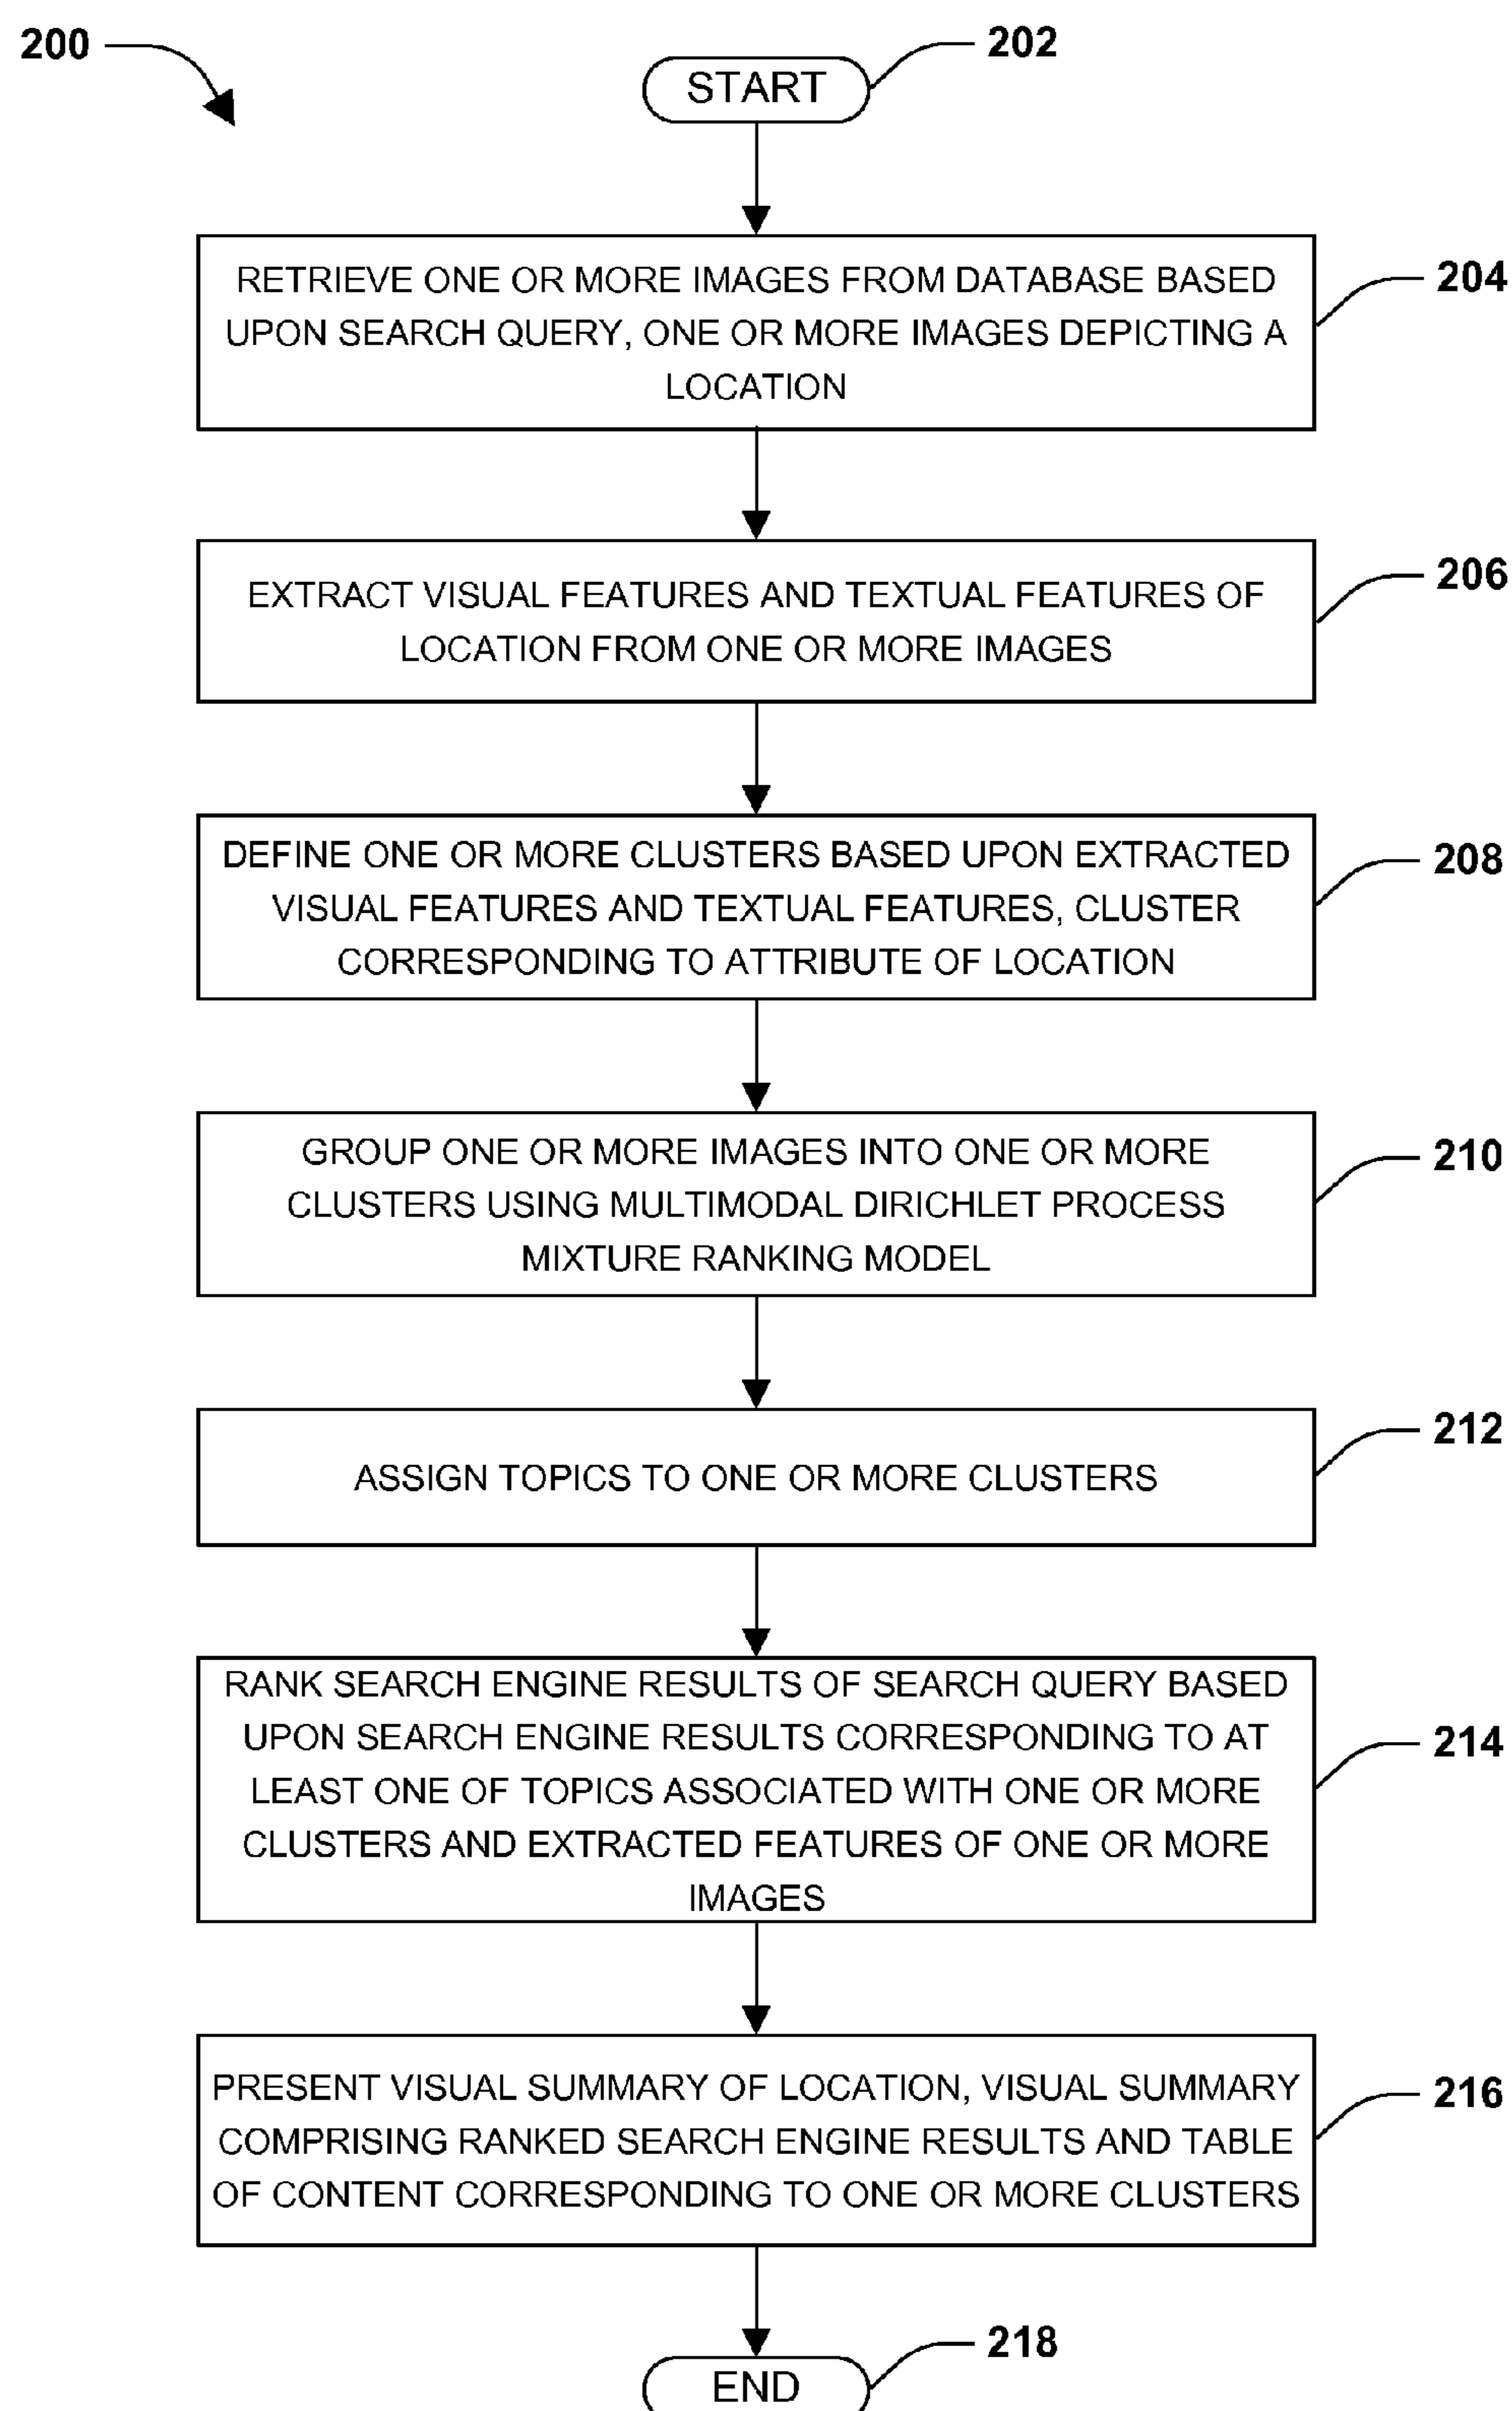 200
202
START
RETRIEVE ONE OR MORE IMAGES FROM DATABASE BASED
UPON SEARCH QUERY, ONE OR MORE IMAGES DEPICTING A
LOCATION
204
EXTRACT VISUAL FEATURES AND TEXTUAL FEATURES OF
LOCATION FROM ONE OR MORE IMAGES
206
DEFINE ONE OR MORE CLUSTERS BASED UPON EXTRACTED
VISUAL FEATURES AND TEXTUAL FEATURES, CLUSTER
CORRESPONDING TO ATTRIBUTE OF LOCATION
208
GROUP ONE OR MORE IMAGES INTO ONE OR MORE
CLUSTERS USING MULTIMODAL DIRICHLET PROCESS
MIXTURE RANKING MODEL
210
ASSIGN TOPICS TO ONE OR MORE CLUSTERS
212
RANK SEARCH ENGINE RESULTS OF SEARCH QUERY BASED
UPON SEARCH ENGINE RESULTS CORRESPONDING TO AT
LEAST ONE OF TOPICS ASSOCIATED WITH ONE OR MORE
CLUSTERS AND EXTRACTED FEATURES OF ONE OR MORE
IMAGES
214
PRESENT VISUAL SUMMARY OF LOCATION, VISUAL SUMMARY
COMPRISING RANKED SEARCH ENGINE RESULTS AND TABLE
OF CONTENT CORRESPONDING TO ONE OR MORE CLUSTERS
216
218
END